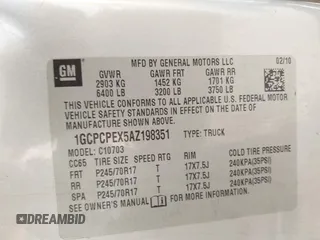 GM
MFD BY GENERAL MOTORS LLC
02/10
GVWR GAWR FRT GAWR RR
2903 KG 1452 KG 1701 KG
6400 LB 3200 LB 3750 LB
THIS VEHICLE CONFORMS TO ALL APPLICABLE U.S. FEDERAL MOTOR
VEHICLE SAFETY STANDARDS IN EFFECT ON THE DATE OF
MANUFACTURE SHOWN ABOVE.
1GCPCPEX5AZ198351 TYPE: TRUCK
MODEL: C10703
CC65 TIRE SIZE SPEED RTG RIM COLD TIRE PRESSURE
FRT P245/70R17 T 17X7.5J 240KPA(35PSI)
RR P245/70R17 T 17X7.5J 240KPA(35PSI)
SPA P245/70R17 T 17X7.5J 240KPA(35PSI)
SEE OWNER'S MANUAL FOR ADDITIONAL INFORMATION.
DREAMBID